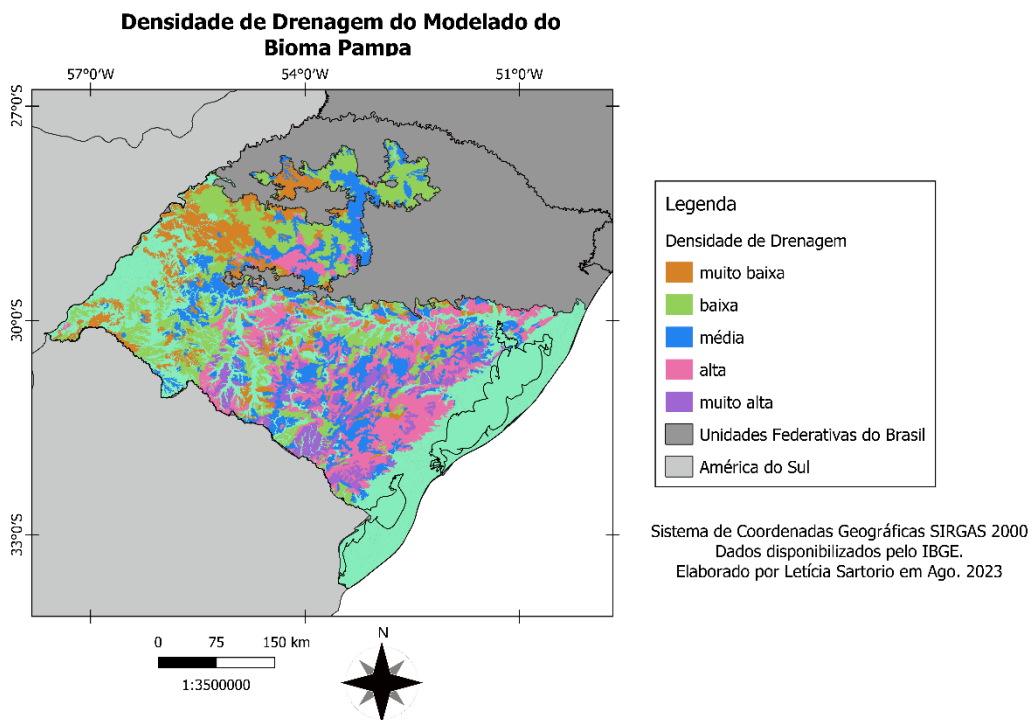 Densidade de Drenagem do Modelado do
Bioma Pampa
57°0'W
54°0'W
51°0'W
27°0'S
30°0'S
33°0'S
Legenda
Densidade de Drenagem
muito baixa
baixa
média
alta
muito alta
Unidades Federativas do Brasil
América do Sul
Sistema de Coordenadas Geográficas SIRGAS 2000
Dados disponibilizados pelo IBGE.
Elaborado por Letícia Sartorio em Ago. 2023
0 75 150 km
1:3500000
N